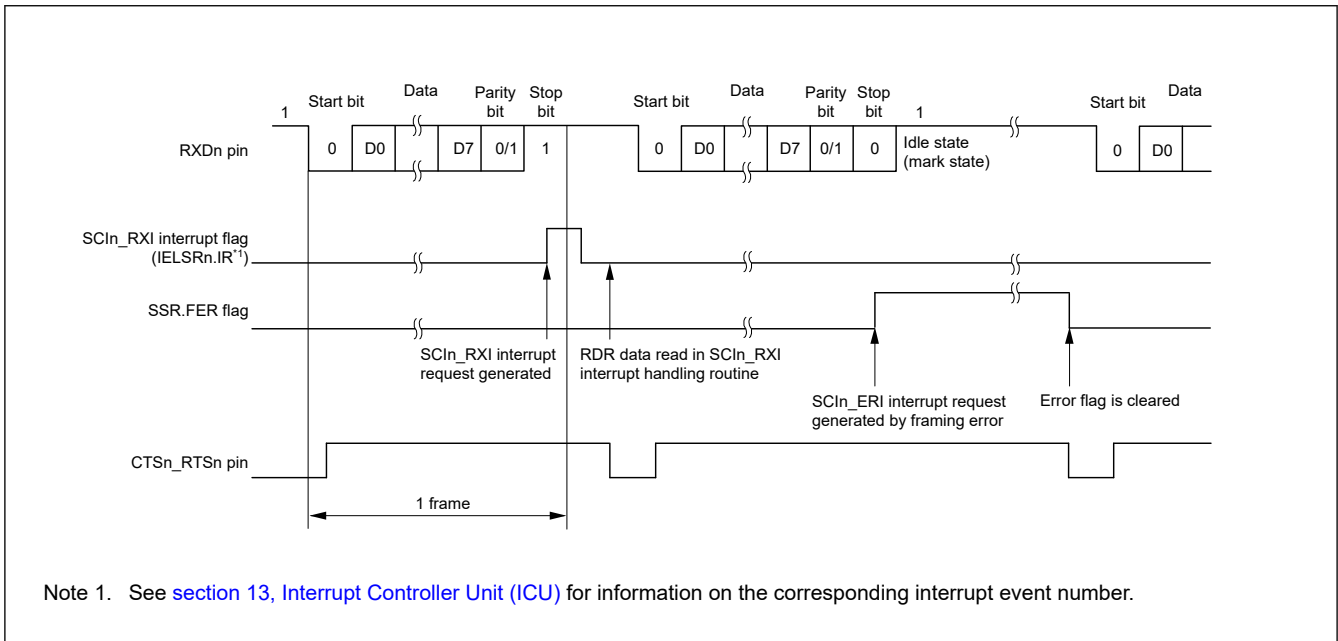 1 Start bit Data Parity bit Stop bit Start bit Data Parity bit Stop bit 1 Start bit Data
RXDn pin 0 D0 D7 0/1 1 0 D0 D7 0/1 0 Idle state (mark state) 0 D0
SCIn_RXI interrupt flag
(IELSRn.IR*1)
SSR.FER flag
SCIn_RXI interrupt
request generated
RDR data read in SCIn_RXI
interrupt handling routine
SCIn_ERI interrupt request
generated by framing error
Error flag is cleared
CTSn_RTSn pin
1 frame
Note 1. See section 13, Interrupt Controller Unit (ICU) for information on the corresponding interrupt event number.